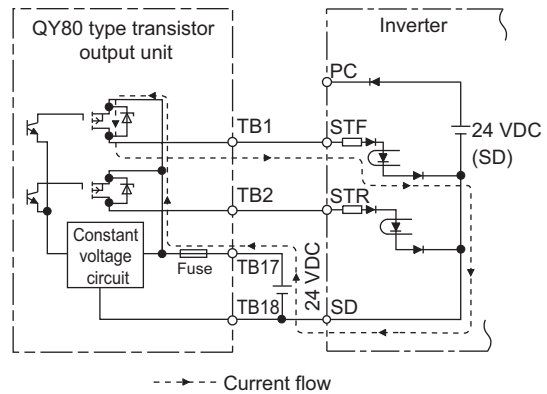 QY80 type transistor
output unit
Inverter
PC
TB1
STF
24 VDC
(SD)
TB2
STR
Constant
voltage
circuit
Fuse
TB17
24 VDC
TB18
SD
Current flow